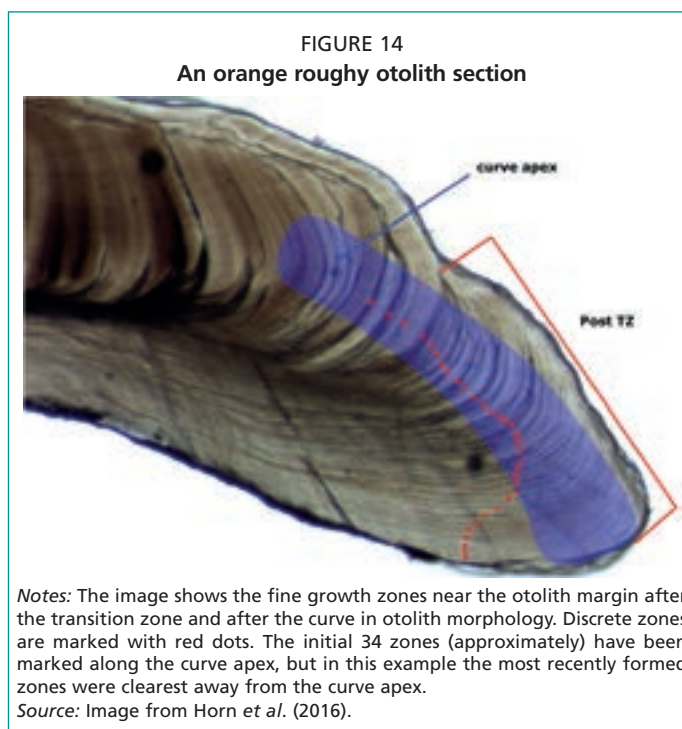 FIGURE 14
An orange roughy otolith section
curve apex
Post TZ
Notes: The image shows the fine growth zones near the otolith margin after
the transition zone and after the curve in otolith morphology. Discrete zones
are marked with red dots. The initial 34 zones (approximately) have been
marked along the curve apex, but in this example the most recently formed
zones were clearest away from the curve apex.
Source: Image from Horn et al. (2016).